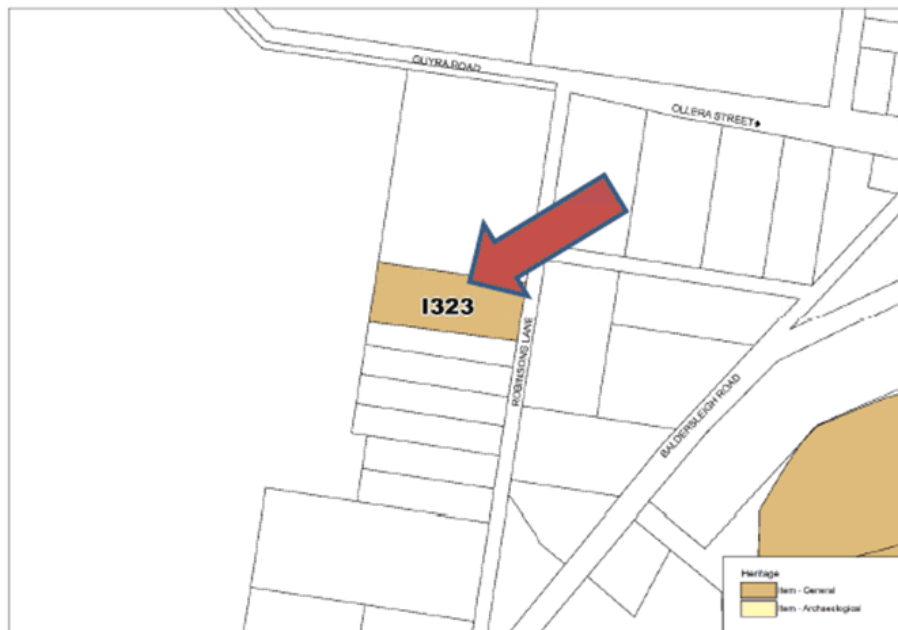 GUYRA ROAD
OLLERA STREET
I323
ROBINSONS LANE
BALDERSLEIGH ROAD
Heritage
Item - General
Item - Archaeological